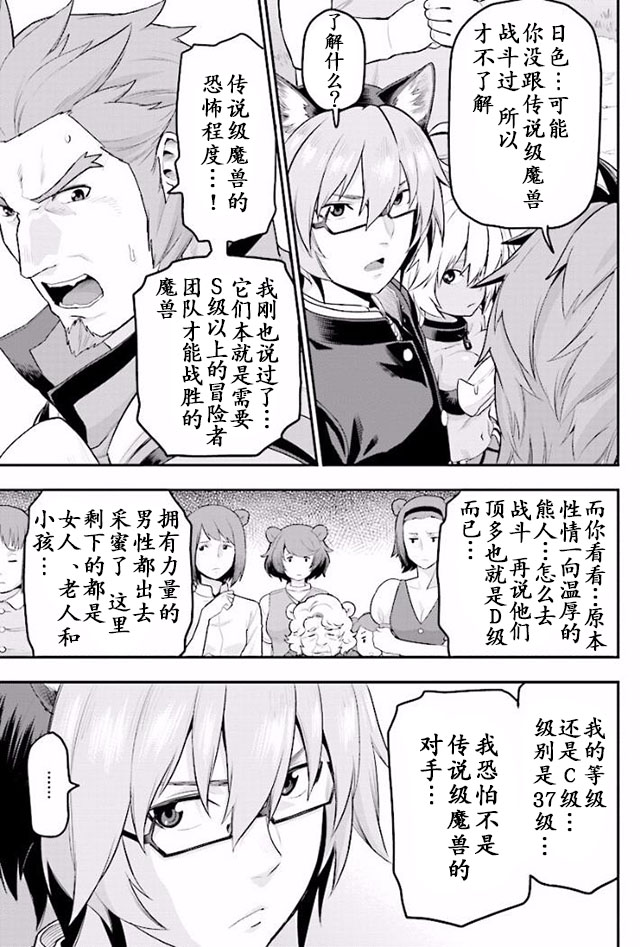 日色…可能
你没跟传说级魔兽
战斗过 所以
才不了解
了解什么?
传说级魔兽的
恐怖程度…!
我刚也说过了…
它们本就是需要
S级以上的冒险者
团队才能战胜的
魔兽
而你看看…原本
性情一向温厚的
熊人…怎么去
战斗 再说他们
顶多也就是D级
而已…
拥有力量的
男性都出去
采蜜了 这里
剩下的都是
女人、老人和
小孩…
我的等级
还是C级…
级别是37级…
我恐怕不是
传说级魔兽的
对手…
……